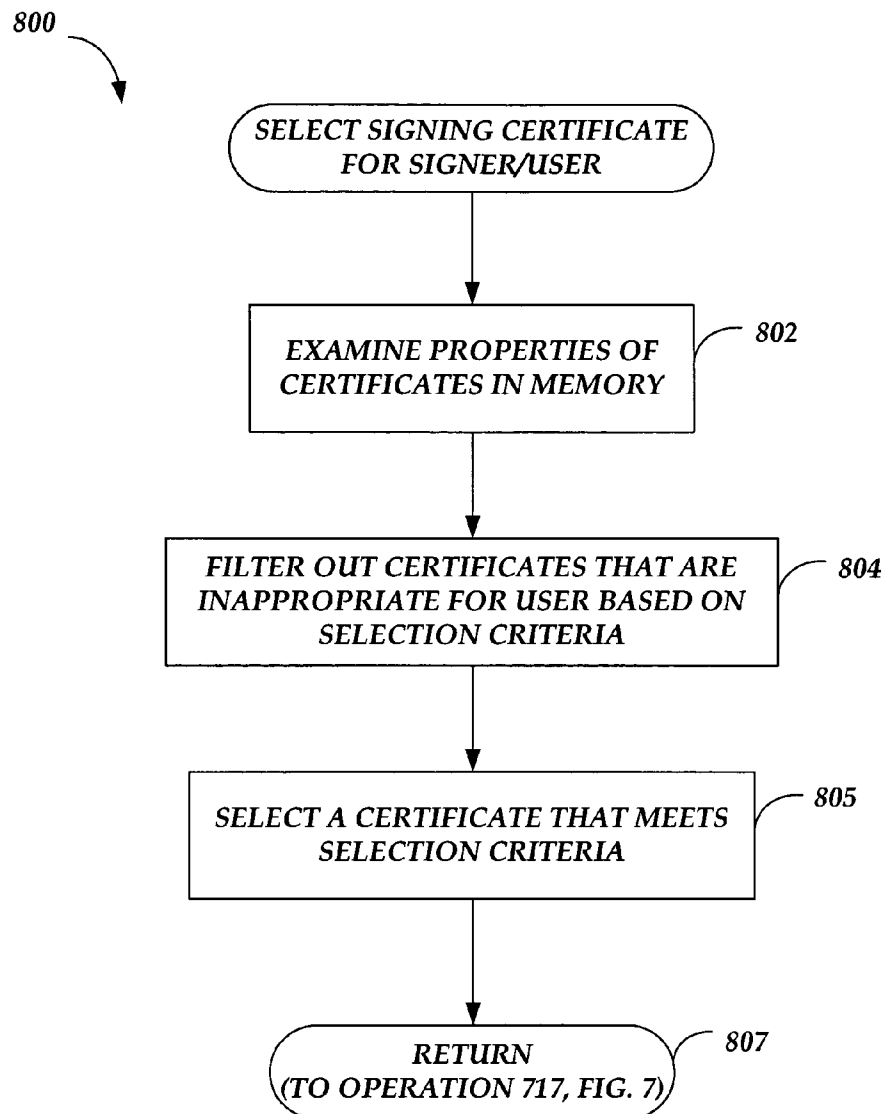 800
SELECT SIGNING CERTIFICATE
FOR SIGNER/USER
EXAMINE PROPERTIES OF
CERTIFICATES IN MEMORY
802
FILTER OUT CERTIFICATES THAT ARE
INAPPROPRIATE FOR USER BASED ON
SELECTION CRITERIA
804
SELECT A CERTIFICATE THAT MEETS
SELECTION CRITERIA
805
RETURN
(TO OPERATION 717, FIG. 7)
807